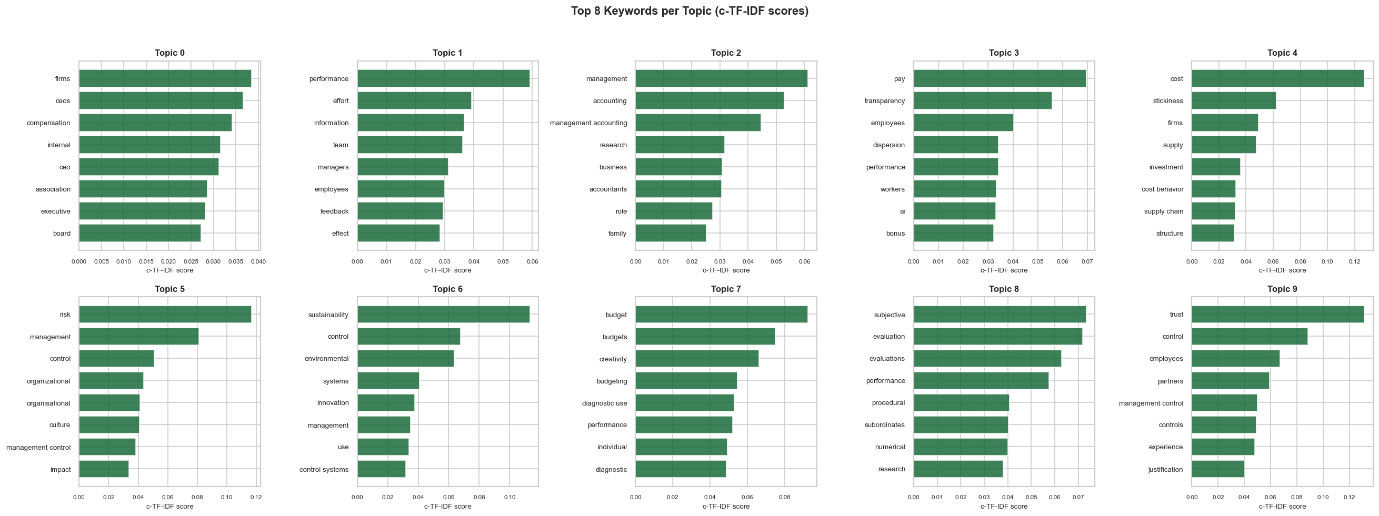 Top 8 Keywords per Topic (c-TF-IDF scores)
Topic 0
firms
ceos
compensation
internal
ceo
association
executive
board
0.000 0.005 0.010 0.015 0.020 0.025 0.030 0.035 0.040
c-TF-IDF score
Topic 1
performance
effort
information
team
managers
employees
feedback
effect
0.00 0.01 0.02 0.03 0.04 0.05 0.06
c-TF-IDF score
Topic 2
management
accounting
management accounting
research
business
accountants
role
family
0.00 0.01 0.02 0.03 0.04 0.05 0.06
c-TF-IDF score
Topic 3
pay
transparency
employees
dispersion
performance
workers
ai
bonus
0.00 0.01 0.02 0.03 0.04 0.05 0.06 0.07
c-TF-IDF score
Topic 4
cost
stickiness
firms
supply
investment
cost behavior
supply chain
structure
0.00 0.02 0.04 0.06 0.08 0.10 0.12
c-TF-IDF score
Topic 5
risk
management
control
organizational
organisational
culture
management control
impact
0.00 0.02 0.04 0.06 0.08 0.10 0.12
c-TF-IDF score
Topic 6
sustainability
control
environmental
systems
innovation
management
use
control systems
0.00 0.02 0.04 0.06 0.08 0.10
c-TF-IDF score
Topic 7
budget
budgets
creativity
budgeting
diagnostic use
performance
individual
diagnostic
0.00 0.02 0.04 0.06 0.08
c-TF-IDF score
Topic 8
subjective
evaluation
evaluations
performance
procedural
subordinates
numerical
research
0.00 0.01 0.02 0.03 0.04 0.05 0.06 0.07
c-TF-IDF score
Topic 9
trust
control
employees
partners
management control
controls
experience
justification
0.00 0.02 0.04 0.06 0.08 0.10 0.12
c-TF-IDF score